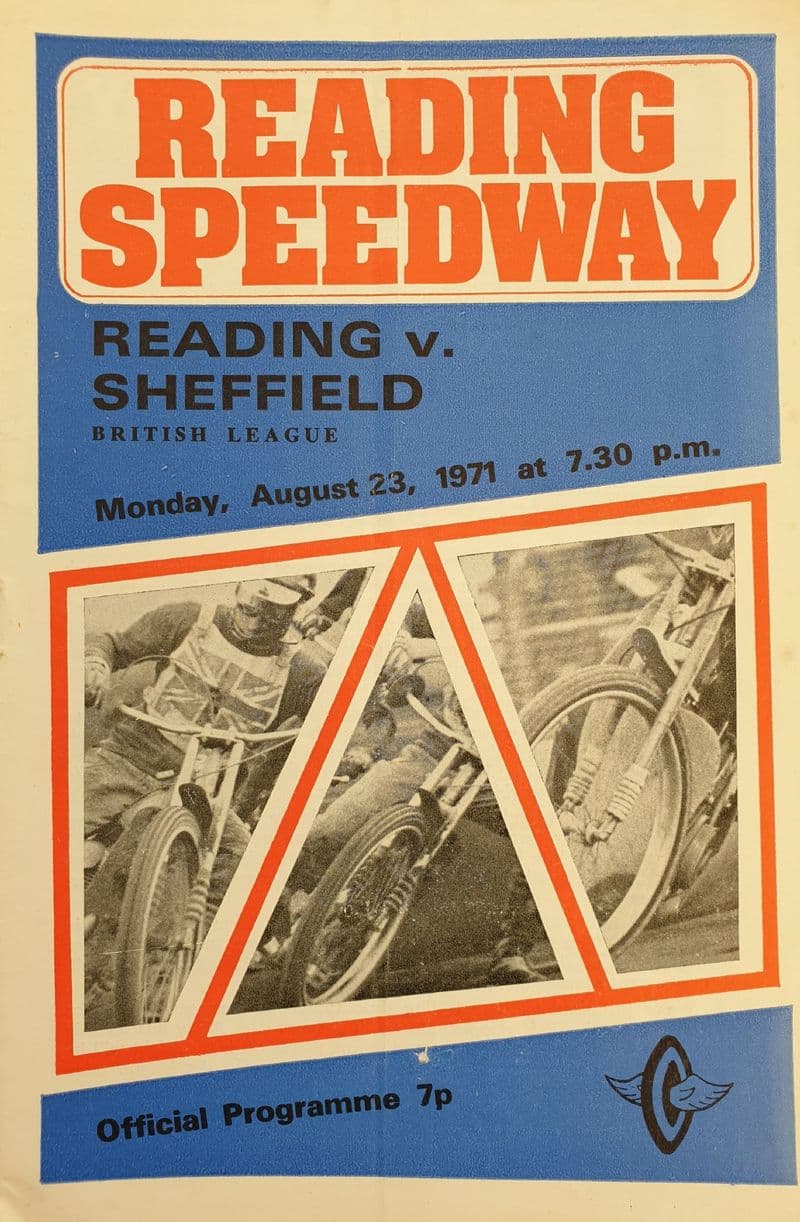 READING
SPEEDWAY
READING v.
SHEFFIELD
BRITISH LEAGUE
Monday, August 23, 1971 at 7.30 p.m.
Official Programme 7p